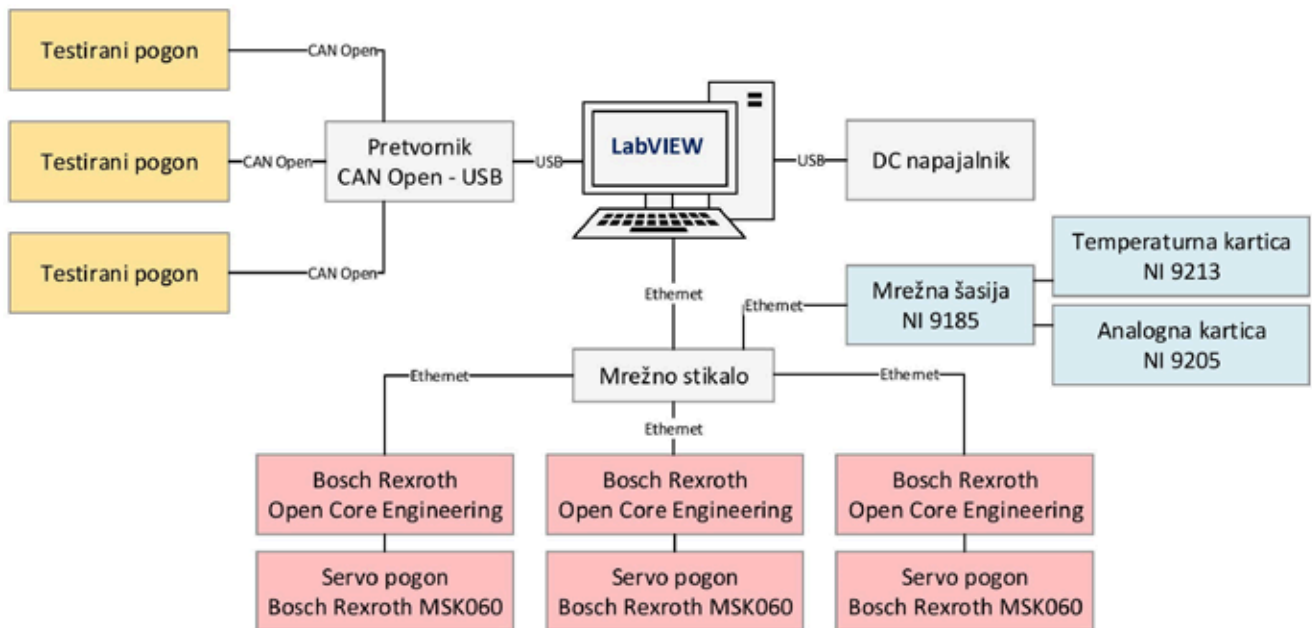 Testirani pogon
CAN Open
Testirani pogon
CAN Open
Pretvornik
CAN Open - USB
USB
LabVIEW
USB
DC napajalnik
Testirani pogon
CAN Open
Ethernet
Ethernet
Mrežna šasija
NI 9185
Temperaturna kartica
NI 9213
Analogna kartica
NI 9205
Mrežno stikalo
Ethernet
Ethernet
Ethernet
Bosch Rexroth
Open Core Engineering
Bosch Rexroth
Open Core Engineering
Bosch Rexroth
Open Core Engineering
Servo pogon
Bosch Rexroth MSK060
Servo pogon
Bosch Rexroth MSK060
Servo pogon
Bosch Rexroth MSK060